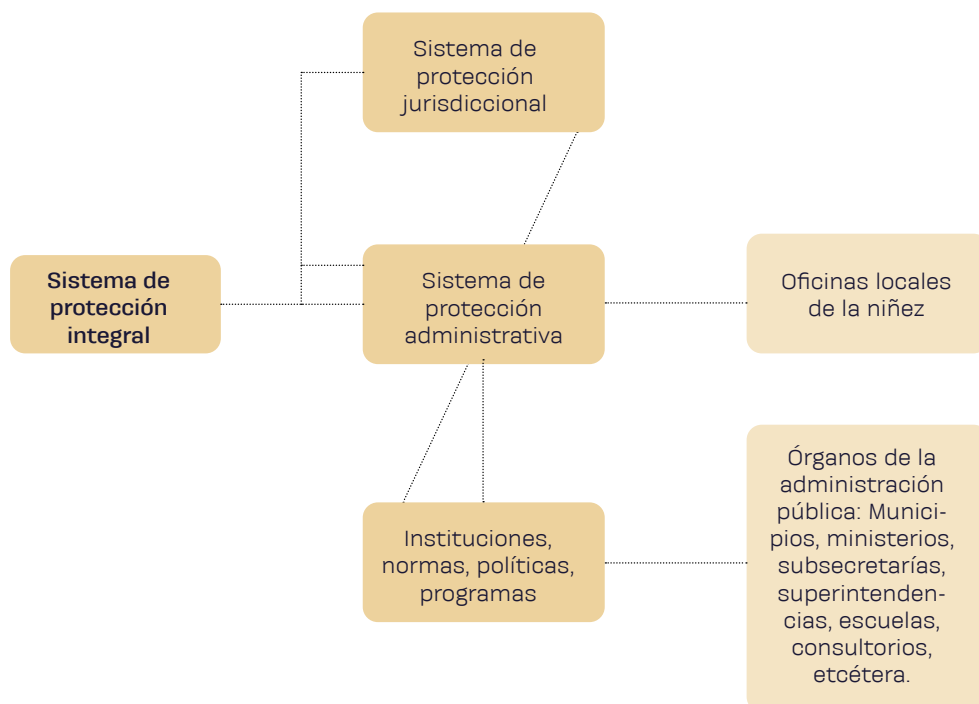 Sistema de
protección
jurisdiccional
Sistema de
protección
integral
Sistema de
protección
administrativa
Oficinas locales
de la niñez
Instituciones,
normas, políticas,
programas
Órganos de la
administración
pública: Munici-
pios, ministerios,
subsecretarías,
superintenden-
cias, escuelas,
consultorios,
etcétera.